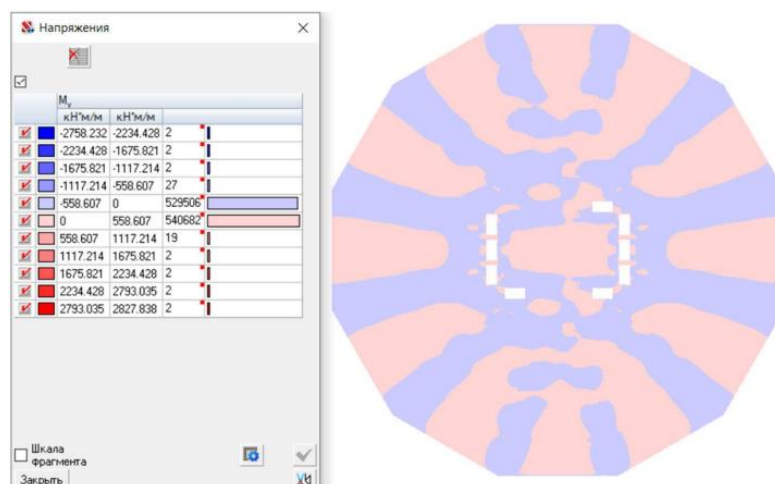 Напряжения
My
кН*м/м кН*м/м
-2758.232 -2234.428 2
-2234.428 -1675.821 2
-1675.821 -1117.214 2
-1117.214 -558.607 27
-558.607 0 529506
0 558.607 540682
558.607 1117.214 19
1117.214 1675.821 2
1675.821 2234.428 2
2234.428 2793.035 2
2793.035 2827.838 2
Шкала
фрагмента
Закрыть